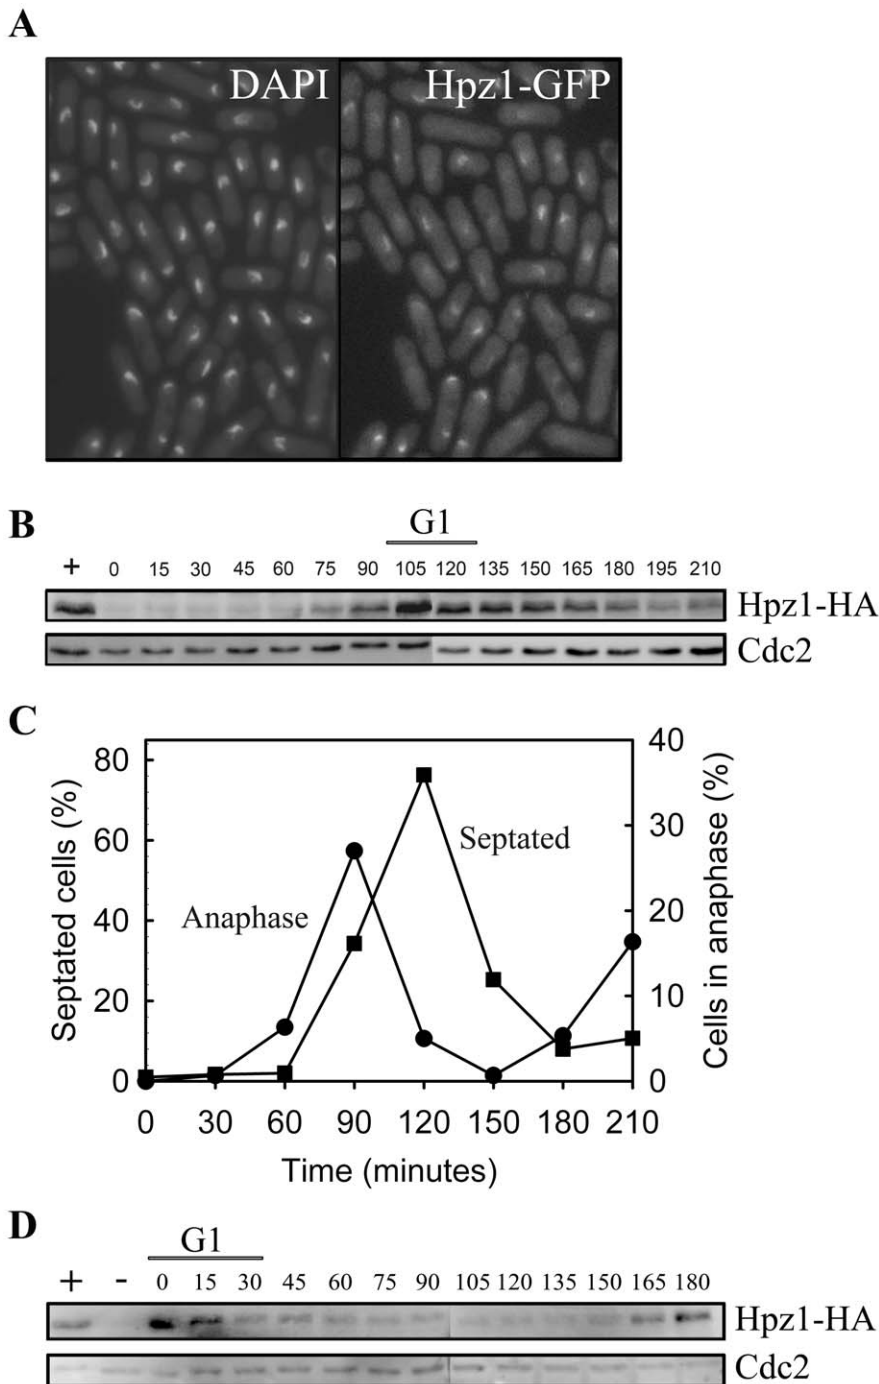 A
DAPI
Hpz1-GFP
B
G1
+ 0 15 30 45 60 75 90 105 120 135 150 165 180 195 210
Hpz1-HA
Cdc2
C
Septated cells (%)
80
60
40
20
0
Anaphase
Septated
40
30
20
10
0
Cells in anaphase (%)
0 30 60 90 120 150 180 210
Time (minutes)
D
G1
+ - 0 15 30 45 60 75 90 105 120 135 150 165 180
Hpz1-HA
Cdc2